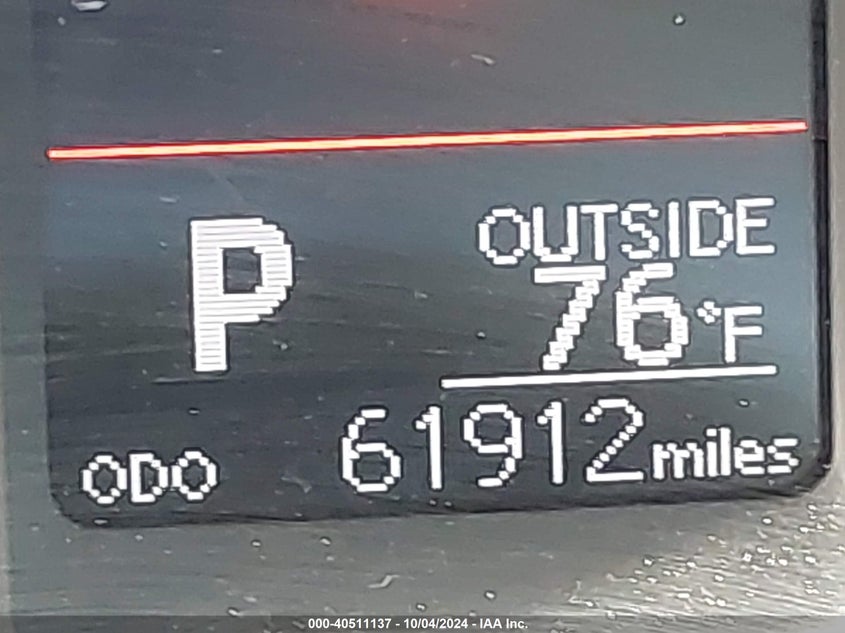 P
OUTSIDE
76°F
ODO 61912miles
000-40511137 - 10/04/2024 - IAA Inc.